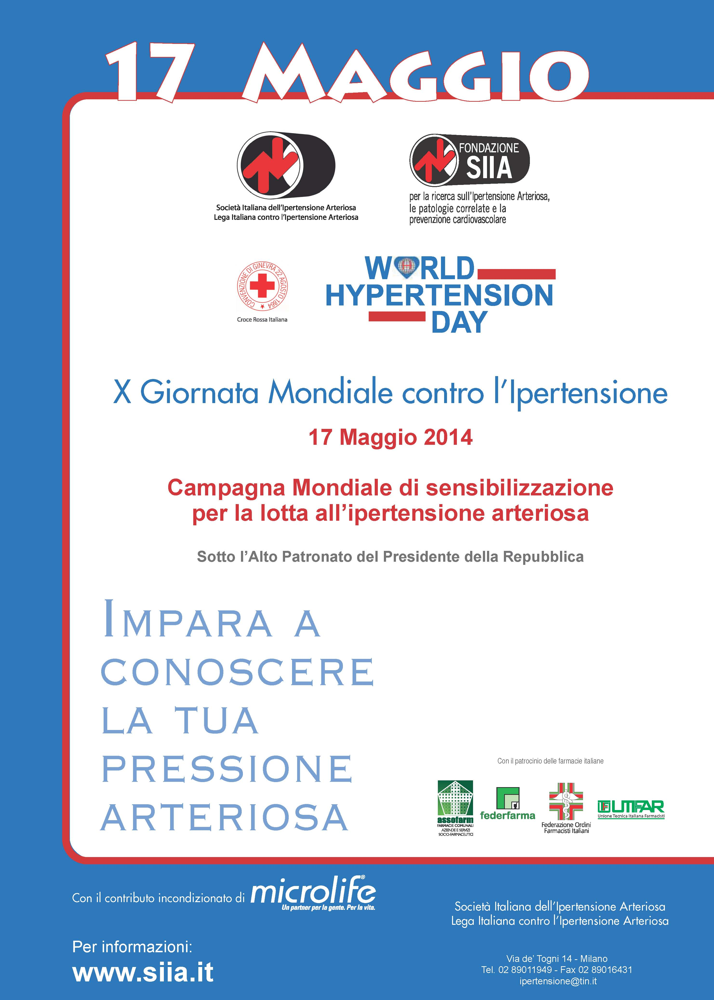 17 MAGGIO
Società Italiana dell'Ipertensione Arteriosa
Lega Italiana contro l'Ipertensione Arteriosa
FONDAZIONE
SIIA
per la ricerca sull'Ipertensione Arteriosa,
le patologie correlate e la
prevenzione cardiovascolare
CONVENZIONE DI GINEVRA 22 AGOSTO 1864
Croce Rossa Italiana
WORLD
HYPERTENSION
DAY
X Giornata Mondiale contro l'Ipertensione
17 Maggio 2014
Campagna Mondiale di sensibilizzazione
per la lotta all'ipertensione arteriosa
Sotto l'Alto Patronato del Presidente della Repubblica
IMPARA A
CONOSCERE
LA TUA
PRESSIONE
ARTERIOSA
Con il patrocinio delle farmacie italiane
assofarm
FARMACIE COMUNALI
AZIENDE E SERVIZI
SOCIO-FARMACEUTICI
federfarma
Federazione Ordini
Farmacisti Italiani
UTIFAR
Unione Tecnica Italiana Farmacisti
Con il contributo incondizionato di microlife®
Un partner per la gente. Per la vita.
Società Italiana dell'Ipertensione Arteriosa
Lega Italiana contro l'Ipertensione Arteriosa
Per informazioni:
www.siia.it
Via de' Togni 14 - Milano
Tel. 02 89011949 - Fax 02 89016431
ipertensione@tin.it